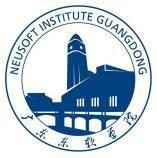 NEUSOFT INSTITUTE GUANGDONG
广东东软学院